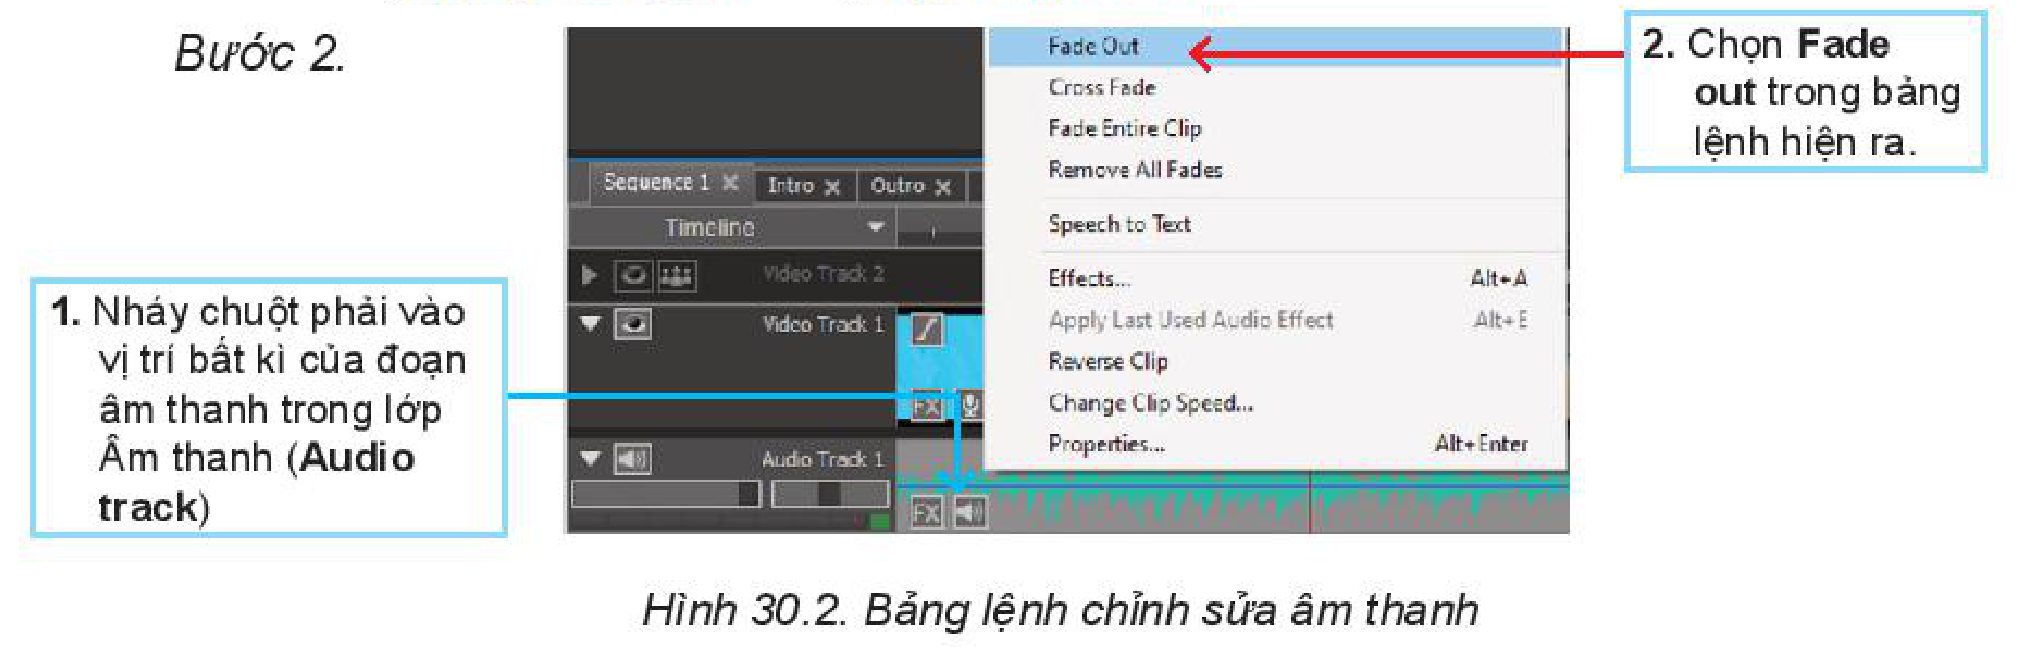 Bước 2.
Fade Out
Cross Fade
Fade Entire Clip
Remove All Fades
Speech to Text
Effects... Alt+A
Apply Last Used Audio Effect Alt+E
Reverse Clip
Change Clip Speed...
Properties... Alt+Enter
2. Chọn Fade
out trong bảng
lệnh hiện ra.
Sequence 1 Intro Outro
Timeline
Video Track 2
Video Track 1
FX
Audio Track 1
FX
1. Nháy chuột phải vào
vị trí bất kì của đoạn
âm thanh trong lớp
Âm thanh (Audio
track)
Hình 30.2. Bảng lệnh chỉnh sửa âm thanh